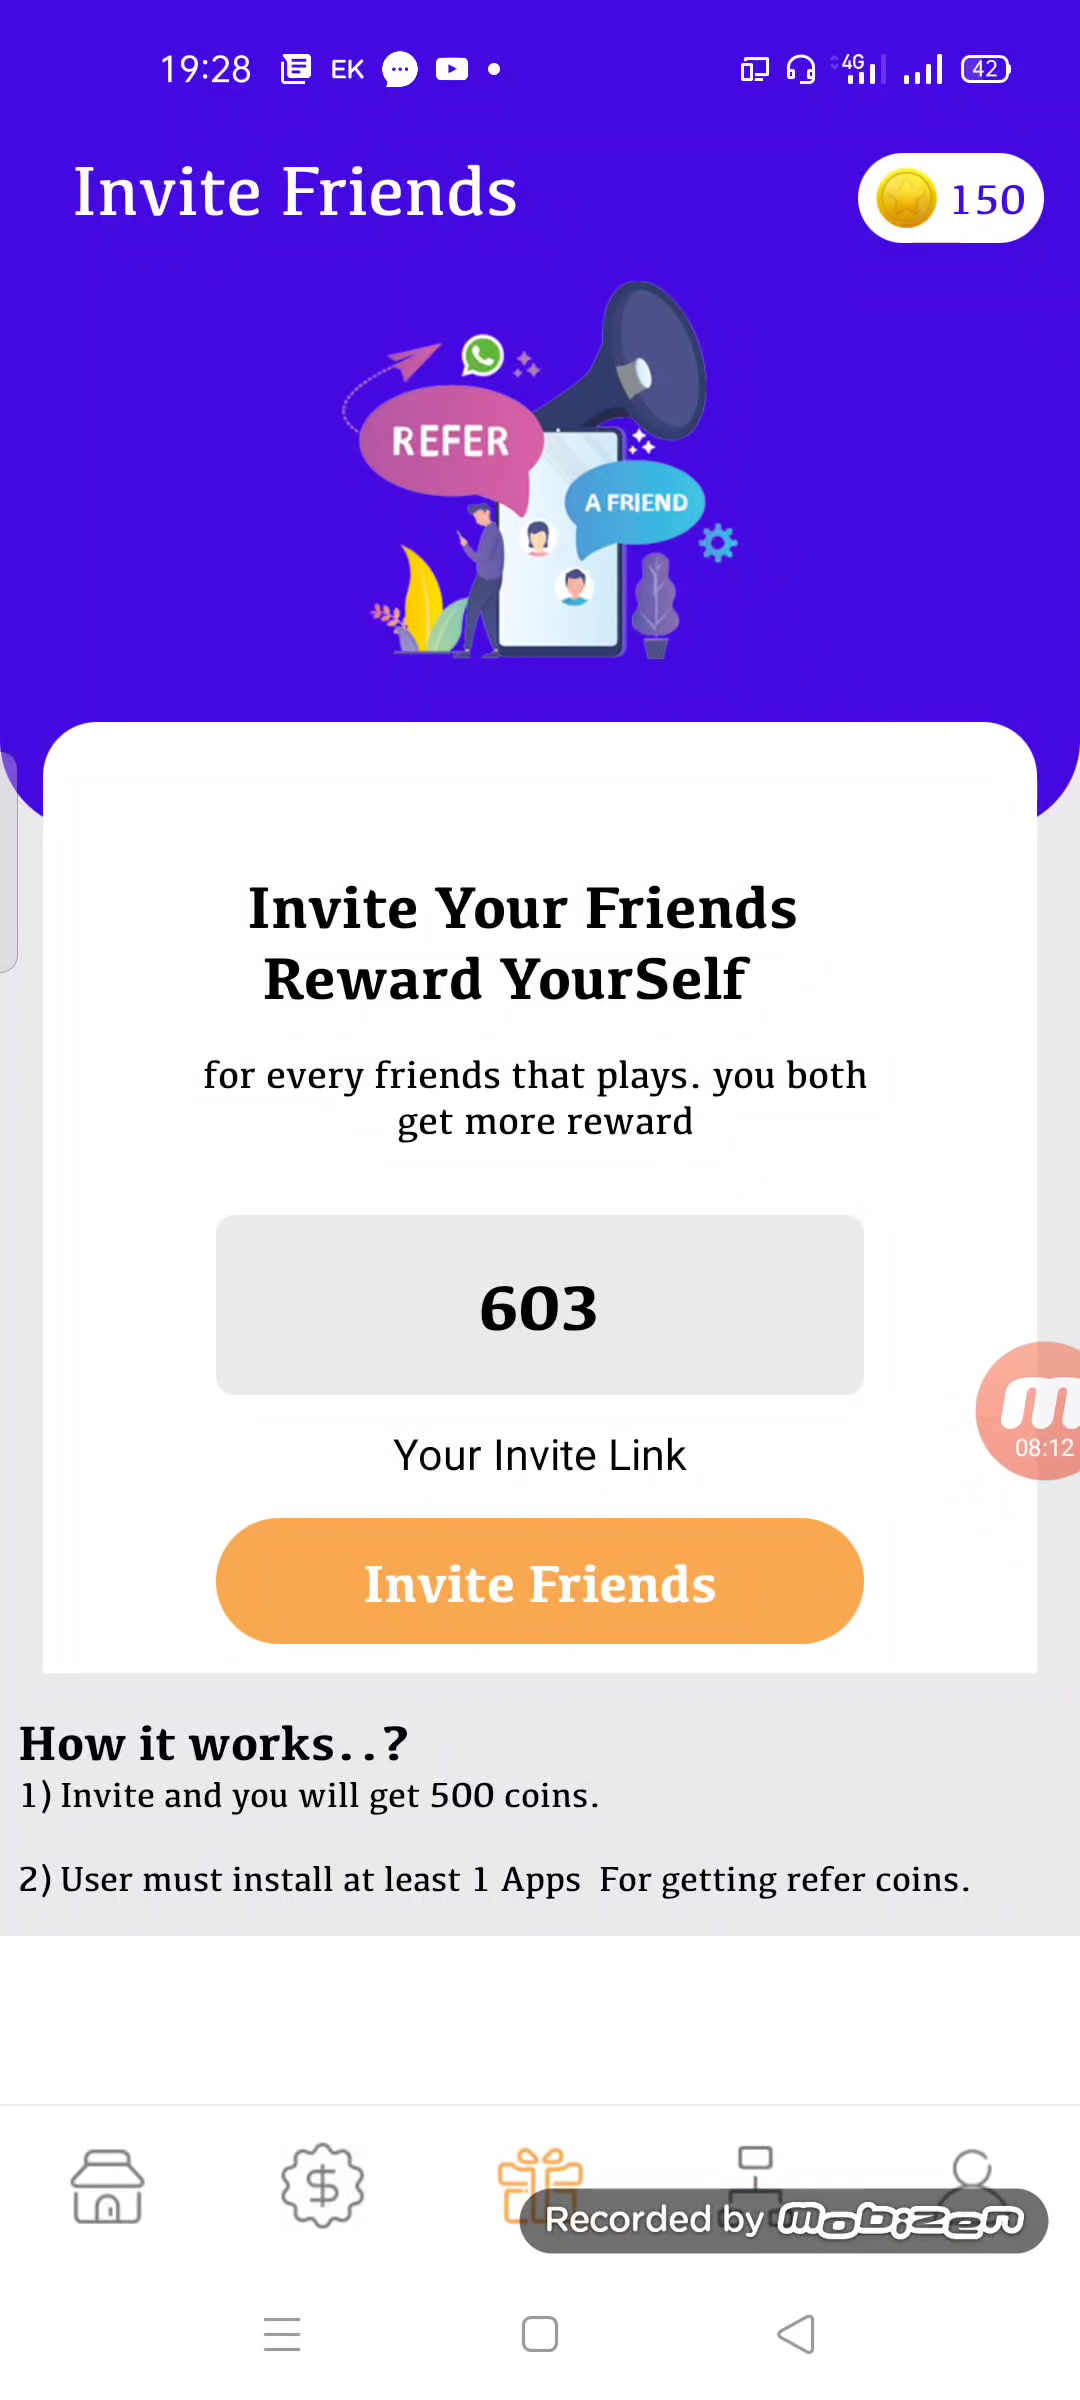 19:28 EK 4G 42
Invite Friends
150
REFER
A FRIEND
Invite Your Friends
Reward YourSelf
for every friends that plays. you both
get more reward
603
08:12
Your Invite Link
Invite Friends
How it works..?
1) Invite and you will get 500 coins.
2) User must install at least 1 Apps For getting refer coins.
Recorded by mobizen